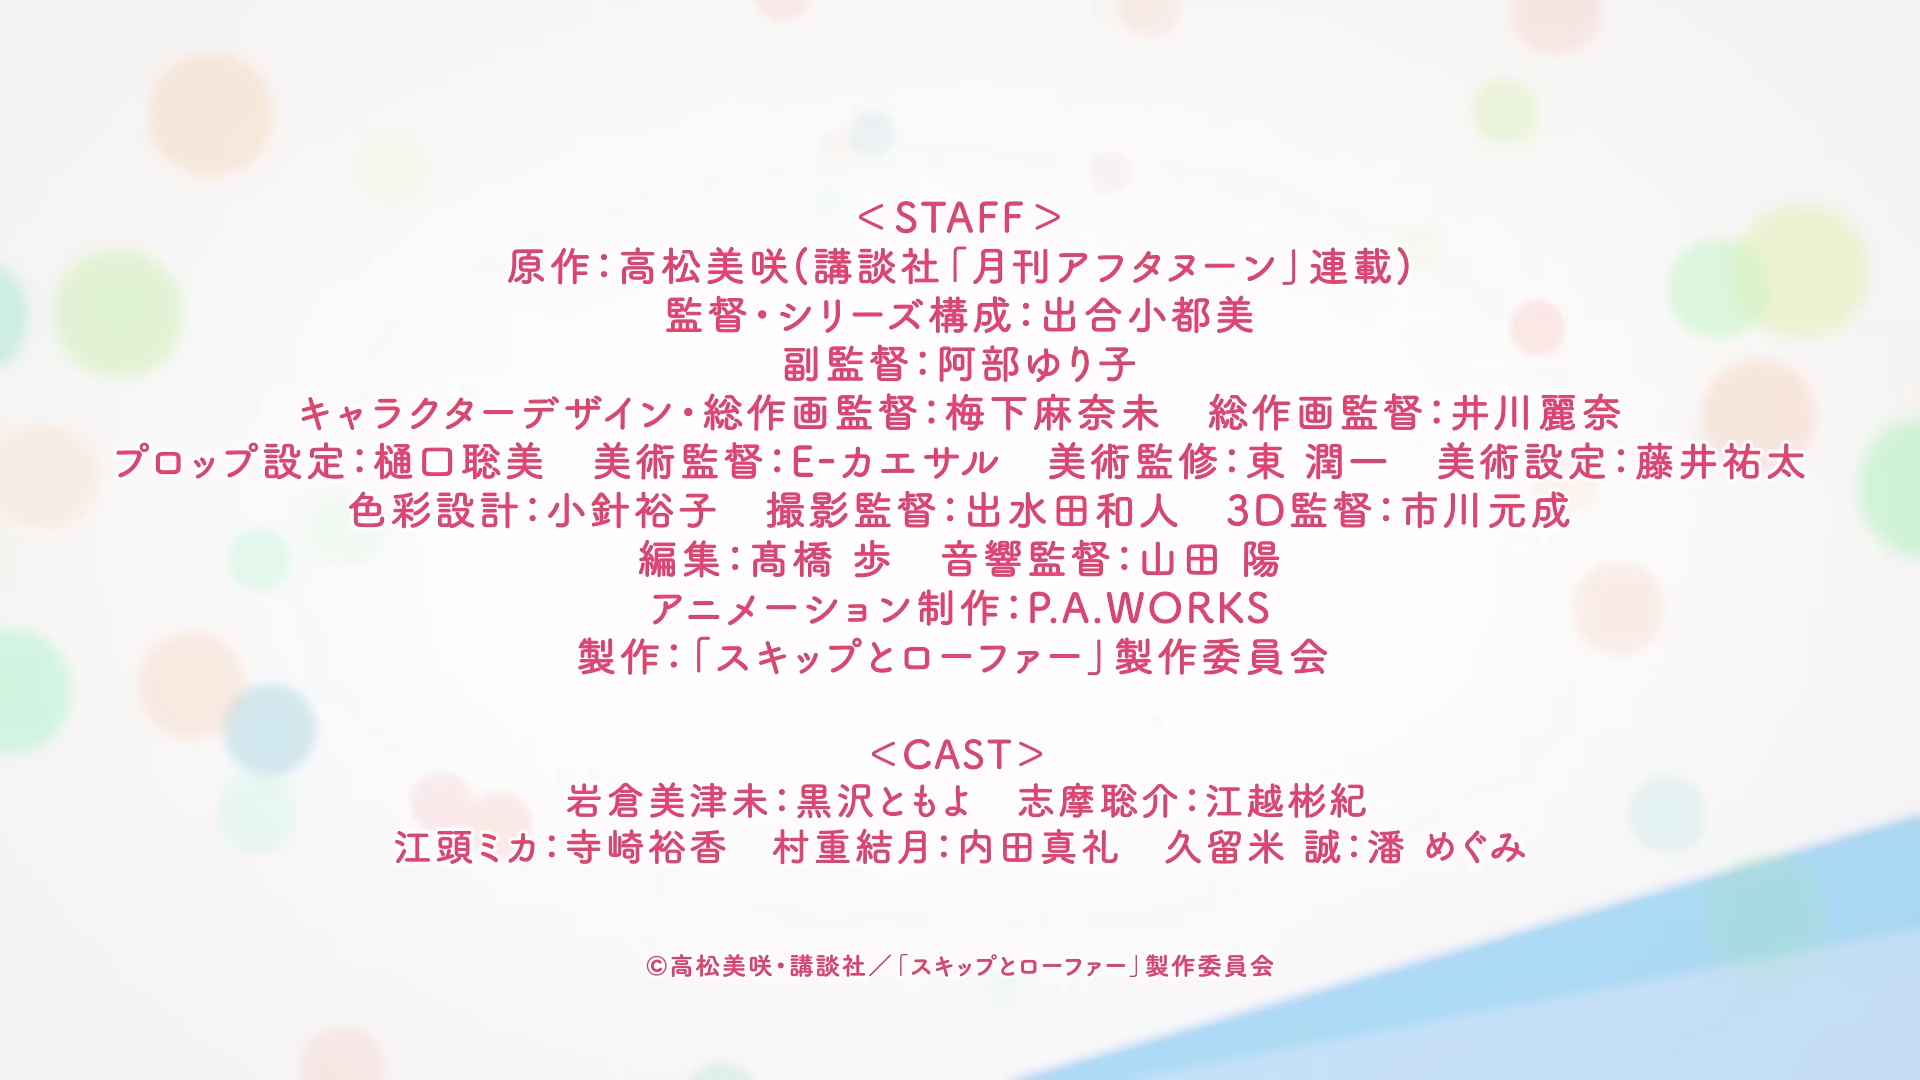 <STAFF>
原作：高松美咲(講談社「月刊アフタヌーン」連載)
監督・シリーズ構成：出合小都美
副監督：阿部ゆり子
キャラクターデザイン・総作画監督：梅下麻奈未　総作画監督：井川麗奈
プロップ設定：樋口聡美　美術監督：E-カエサル　美術監修：東 潤一　美術設定：藤井祐太
色彩設計：小針裕子　撮影監督：出水田和人　3D監督：市川元成
編集：髙橋 歩　音響監督：山田 陽
アニメーション制作：P.A.WORKS
製作：「スキップとローファー」製作委員会
<CAST>
岩倉美津未：黒沢ともよ　志摩聡介：江越彬紀
江頭ミカ：寺崎裕香　村重結月：内田真礼　久留米 誠：潘 めぐみ
©高松美咲・講談社／「スキップとローファー」製作委員会